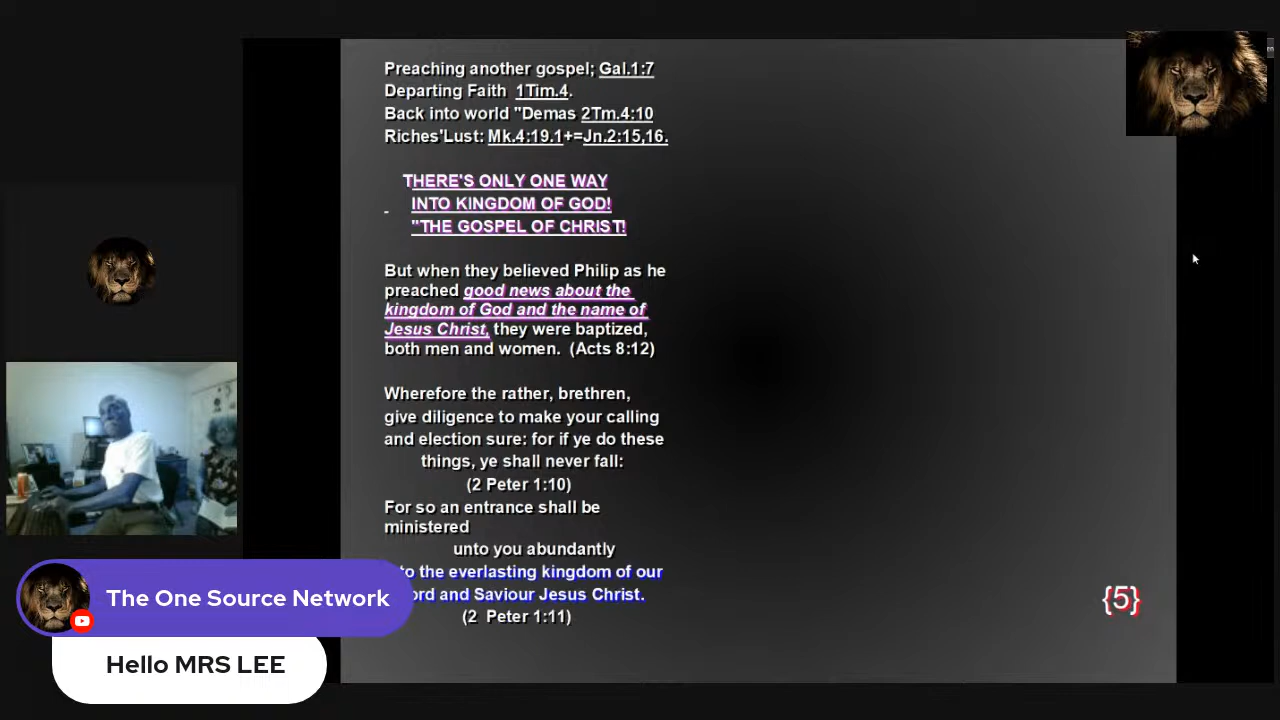 Preaching another gospel; Gal.1:7
Departing Faith 1Tim.4.
Back into world "Demas 2Tm.4:10
Riches'Lust: Mk.4:19.1+=Jn.2:15,16.
THERE'S ONLY ONE WAY
- INTO KINGDOM OF GOD!
"THE GOSPEL OF CHRIST!
But when they believed Philip as he
preached good news about the
kingdom of God and the name of
Jesus Christ, they were baptized,
both men and women. (Acts 8:12)
Wherefore the rather, brethren,
give diligence to make your calling
and election sure: for if ye do these
things, ye shall never fall:
(2 Peter 1:10)
For so an entrance shall be
ministered
unto you abundantly
to the everlasting kingdom of our
ord and Saviour Jesus Christ.
(2 Peter 1:11)
{5}
The One Source Network
Hello MRS LEE